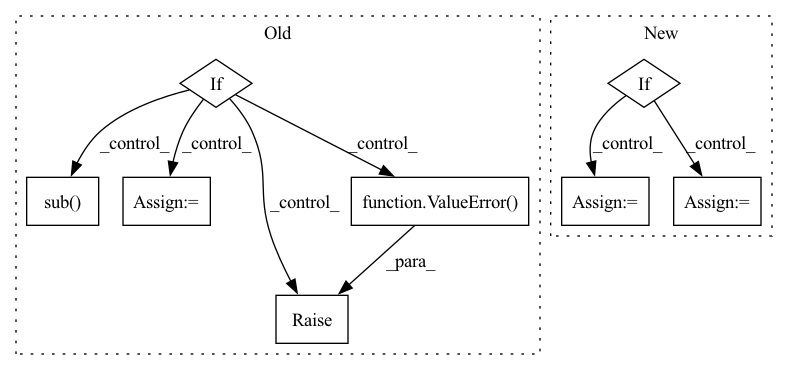 Old
New
If
If
_control_
_control_
_control_
_control_
_control_
_control_
sub()
Assign:=
function.ValueError()
Assign:=
Assign:=
_para_
Raise